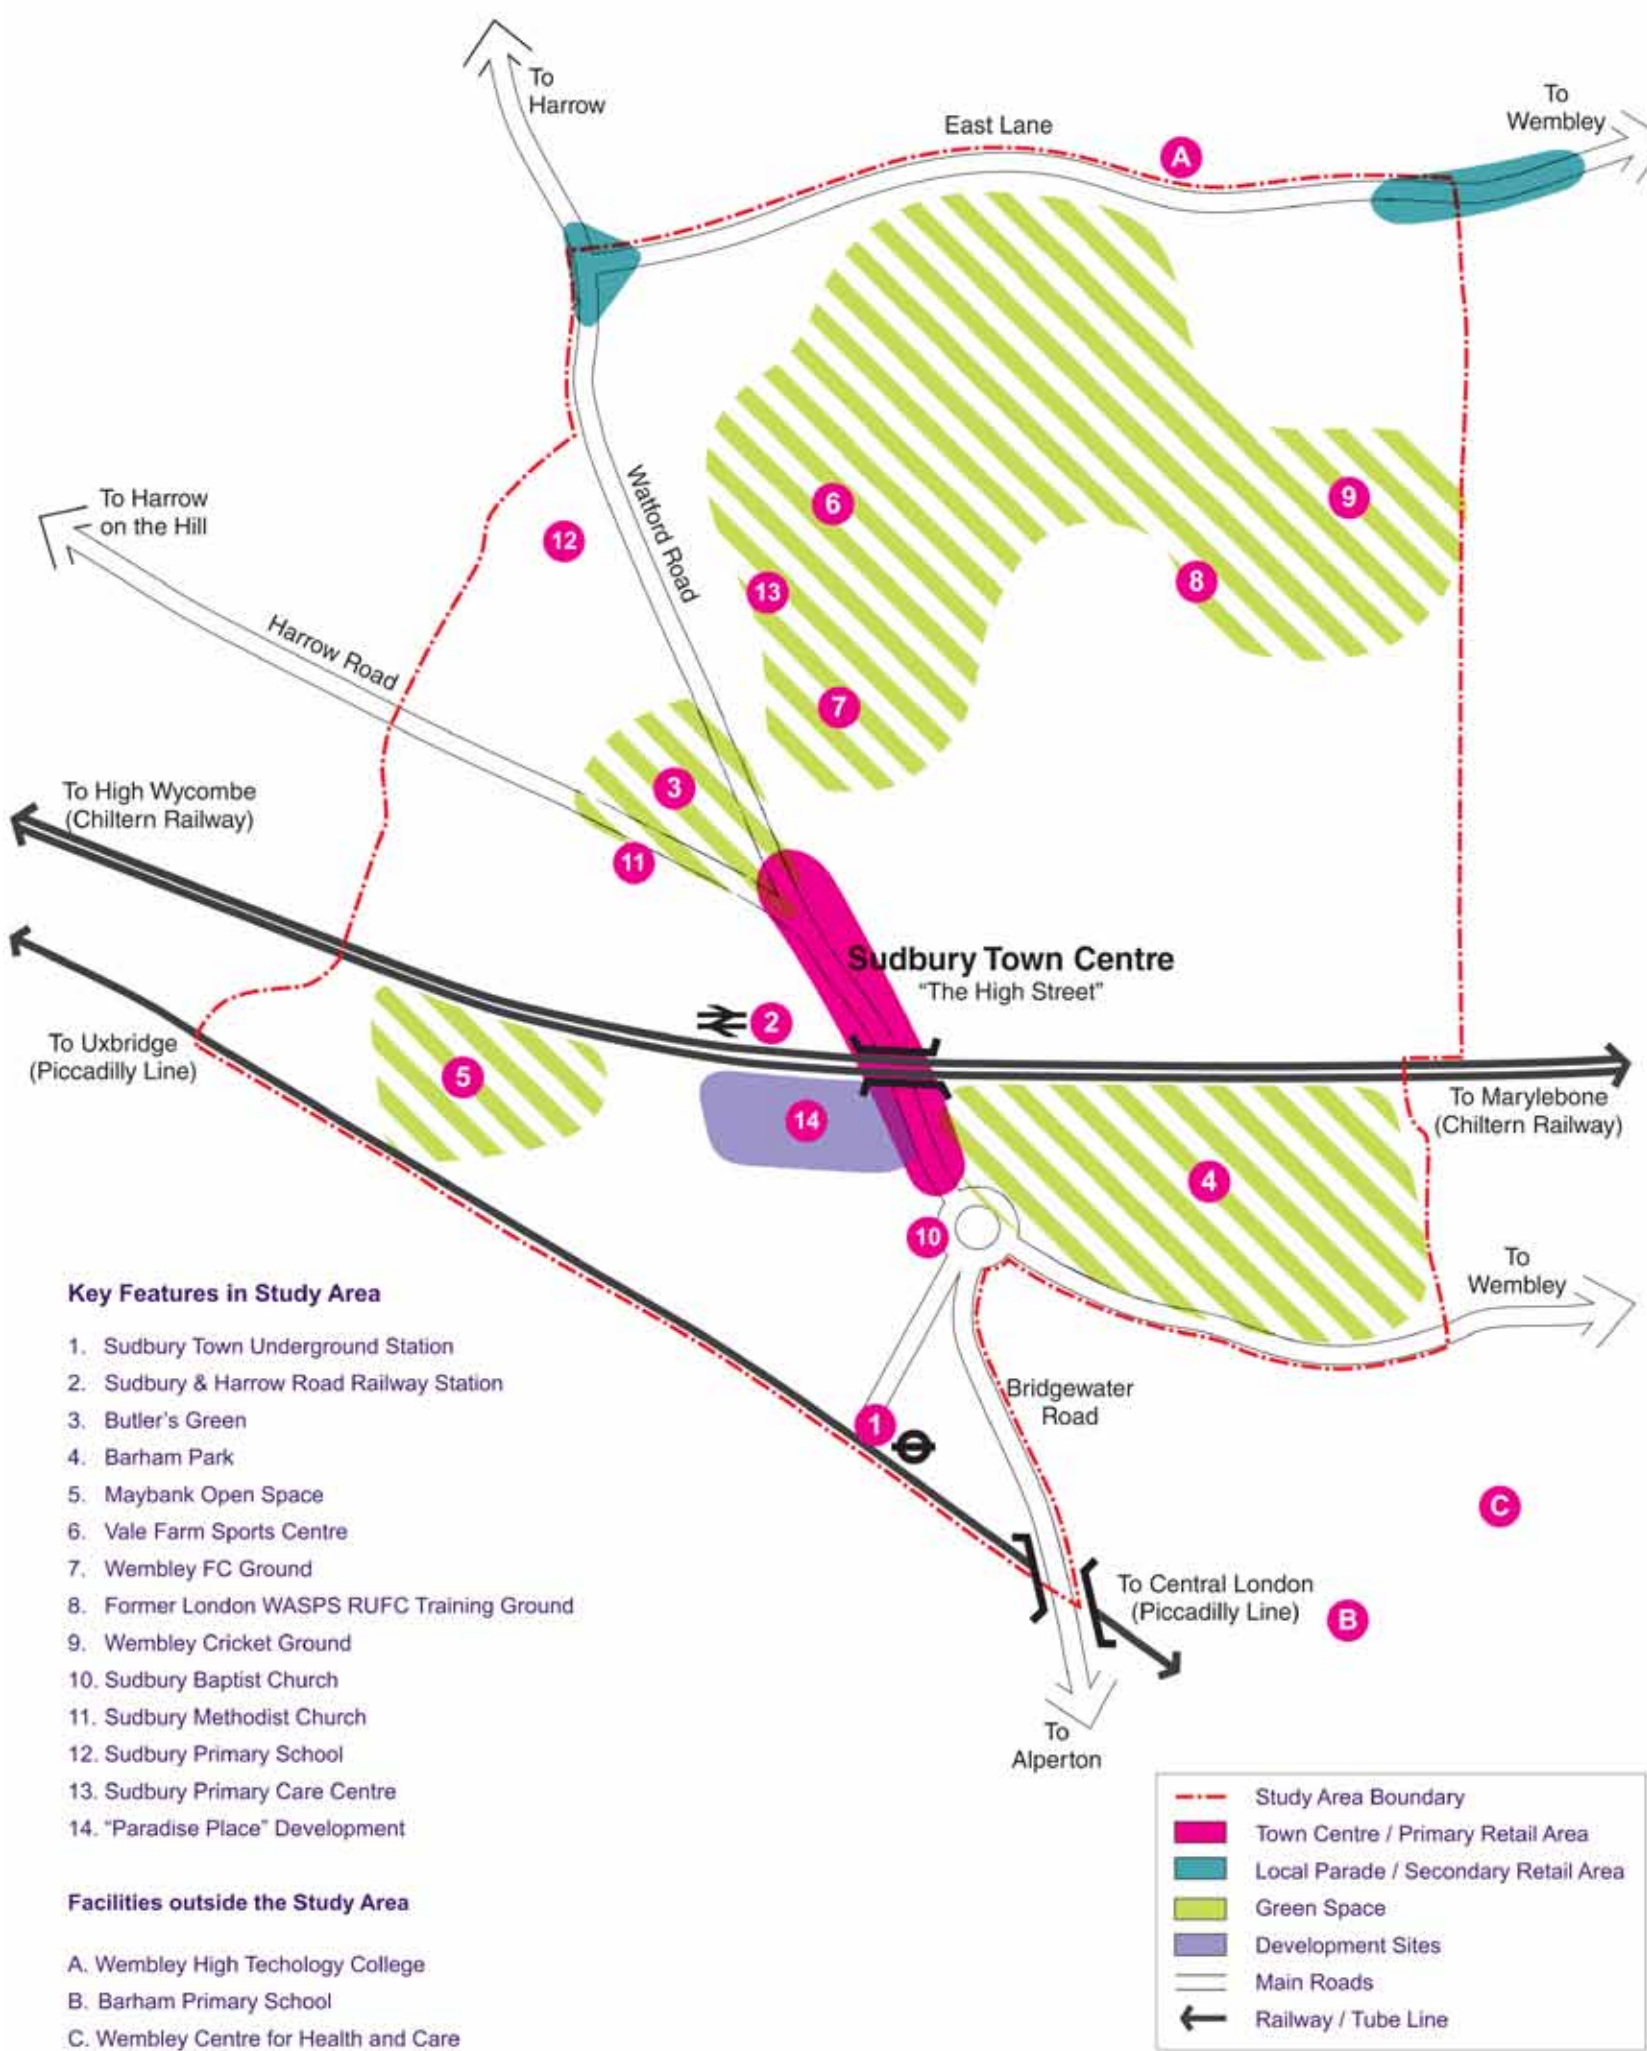 To
Harrow
East Lane
To
Wembley
A
To Harrow
on the Hill
Watford Road
12
6
9
13
8
Harrow Road
7
3
To High Wycombe
(Chiltern Railway)
11
Sudbury Town Centre
“The High Street”
2
To Uxbridge
(Piccadilly Line)
5
14
To Marylebone
(Chiltern Railway)
4
10
To
Wembley
Bridgewater
Road
1
C
To Central London
(Piccadilly Line)
B
To
Alperton
Key Features in Study Area
1. Sudbury Town Underground Station
2. Sudbury & Harrow Road Railway Station
3. Butler’s Green
4. Barham Park
5. Maybank Open Space
6. Vale Farm Sports Centre
7. Wembley FC Ground
8. Former London WASPS RUFC Training Ground
9. Wembley Cricket Ground
10. Sudbury Baptist Church
11. Sudbury Methodist Church
12. Sudbury Primary School
13. Sudbury Primary Care Centre
14. “Paradise Place” Development
Facilities outside the Study Area
A. Wembley High Techology College
B. Barham Primary School
C. Wembley Centre for Health and Care
Study Area Boundary
Town Centre / Primary Retail Area
Local Parade / Secondary Retail Area
Green Space
Development Sites
Main Roads
Railway / Tube Line